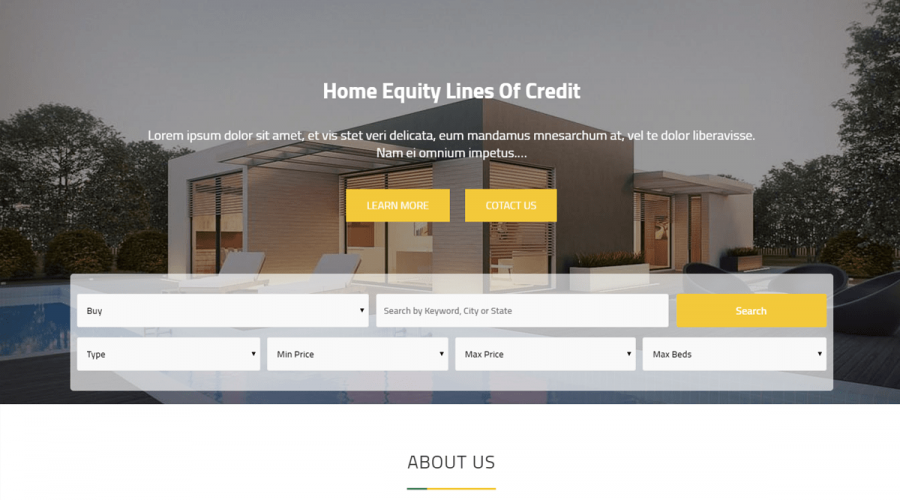 Home Equity Lines Of Credit
Lorem ipsum dolor sit amet, et vis stet veri delicata, eum mandamus mnesarchum at, vel te dolor liberavisse.
Nam ei omnium impetus....
LEARN MORE COTACT US
Buy Search by Keyword, City or State Search
Type Min Price Max Price Max Beds
ABOUT US